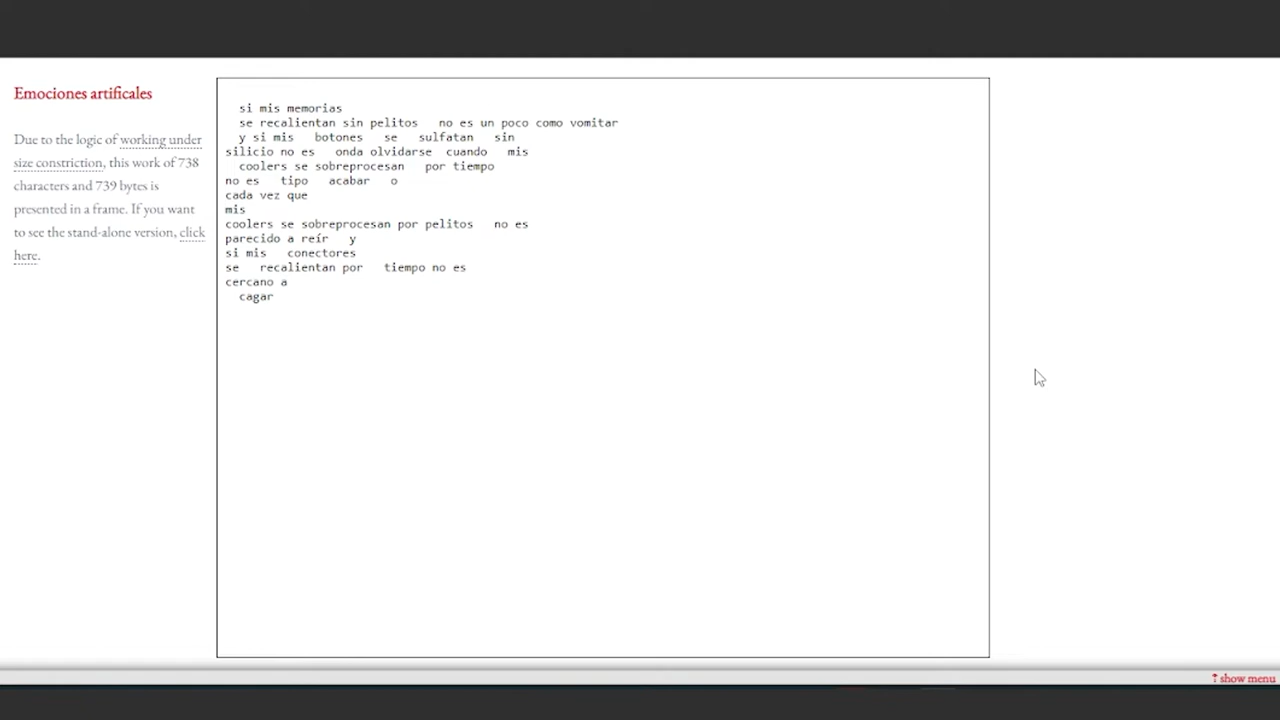 Emociones artificales
Due to the logic of working under
size constriction, this work of 738
characters and 739 bytes is
presented in a frame. If you want
to see the stand-alone version, click
here.
si mis memorias
se recalientan sin pelitos no es un poco como vomitar
y si mis botones se sulfatan sin
silicio no es onda olvidarse cuando mis
coolers se sobreprocesan por tiempo
no es tipo acabar o
cada vez que
mis
coolers se sobreprocesan por pelitos no es
parecido a reír y
si mis conectores
se recalientan por tiempo no es
cercano a
cagar
⇡ show menu